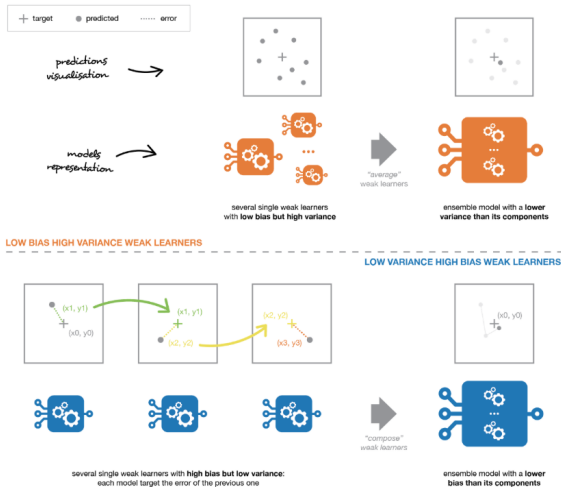 target predicted error
predictions
visualisation
models
representation
"average"
weak learners
several single weak learners
with low bias but high variance
ensemble model with a lower
variance than its components
LOW BIAS HIGH VARIANCE WEAK LEARNERS
LOW VARIANCE HIGH BIAS WEAK LEARNERS
(x1, y1)
(x0, y0)
(x1, y1)
(x2, y2)
(x2, y2)
(x3, y3)
(x0, y0)
"compose"
weak learners
several single weak learners with high bias but low variance:
each model target the error of the previous one
ensemble model with a lower
bias than its components